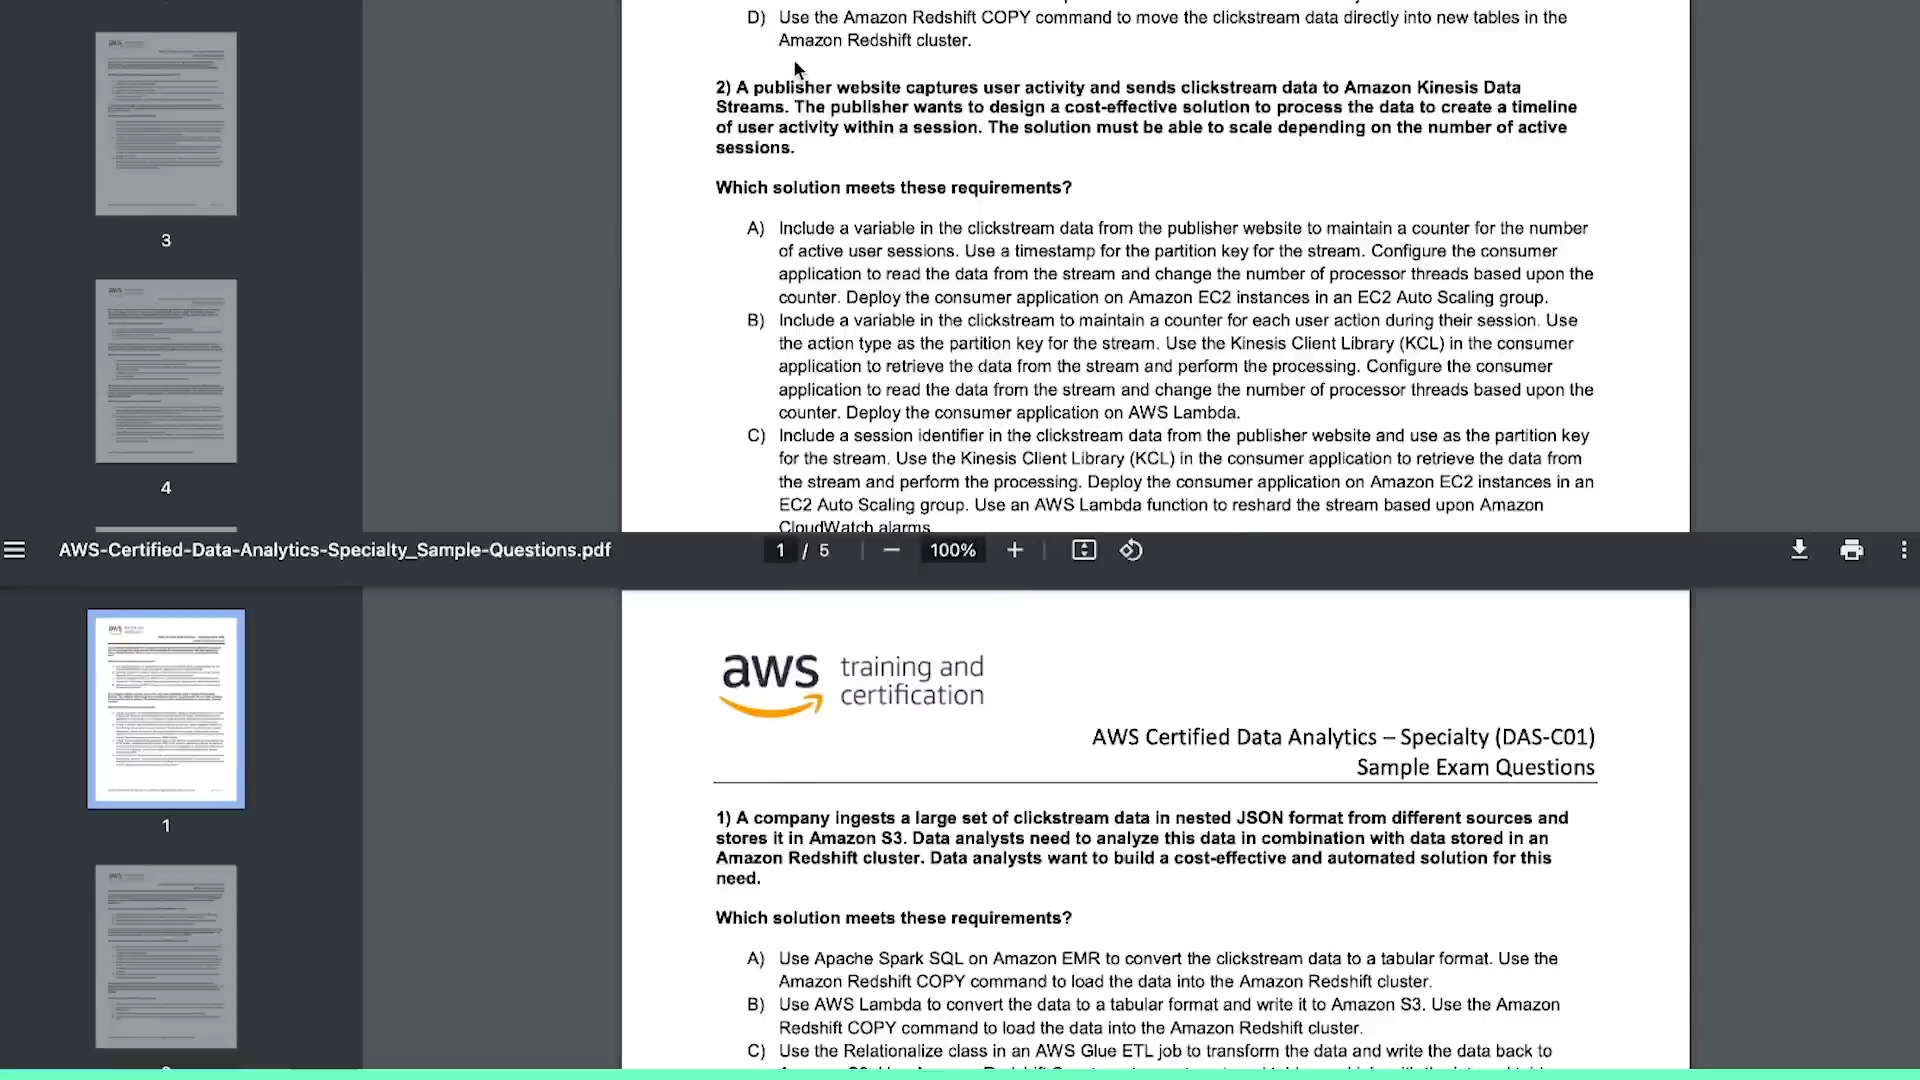 D) Use the Amazon Redshift COPY command to move the clickstream data directly into new tables in the
Amazon Redshift cluster.
2) A publisher website captures user activity and sends clickstream data to Amazon Kinesis Data
Streams. The publisher wants to design a cost-effective solution to process the data to create a timeline
of user activity within a session. The solution must be able to scale depending on the number of active
sessions.
Which solution meets these requirements?
A) Include a variable in the clickstream data from the publisher website to maintain a counter for the number
of active user sessions. Use a timestamp for the partition key for the stream. Configure the consumer
application to read the data from the stream and change the number of processor threads based upon the
counter. Deploy the consumer application on Amazon EC2 instances in an EC2 Auto Scaling group.
B) Include a variable in the clickstream to maintain a counter for each user action during their session. Use
the action type as the partition key for the stream. Use the Kinesis Client Library (KCL) in the consumer
application to retrieve the data from the stream and perform the processing. Configure the consumer
application to read the data from the stream and change the number of processor threads based upon the
counter. Deploy the consumer application on AWS Lambda.
C) Include a session identifier in the clickstream data from the publisher website and use as the partition key
for the stream. Use the Kinesis Client Library (KCL) in the consumer application to retrieve the data from
the stream and perform the processing. Deploy the consumer application on Amazon EC2 instances in an
EC2 Auto Scaling group. Use an AWS Lambda function to reshard the stream based upon Amazon
CloudWatch alarms
3
4
AWS-Certified-Data-Analytics-Specialty_Sample-Questions.pdf
1 / 5
100%
aws training and
certification
AWS Certified Data Analytics – Specialty (DAS-C01)
Sample Exam Questions
1) A company ingests a large set of clickstream data in nested JSON format from different sources and
stores it in Amazon S3. Data analysts need to analyze this data in combination with data stored in an
Amazon Redshift cluster. Data analysts want to build a cost-effective and automated solution for this
need.
Which solution meets these requirements?
A) Use Apache Spark SQL on Amazon EMR to convert the clickstream data to a tabular format. Use the
Amazon Redshift COPY command to load the data into the Amazon Redshift cluster.
B) Use AWS Lambda to convert the data to a tabular format and write it to Amazon S3. Use the Amazon
Redshift COPY command to load the data into the Amazon Redshift cluster.
C) Use the Relationalize class in an AWS Glue ETL job to transform the data and write the data back to
1